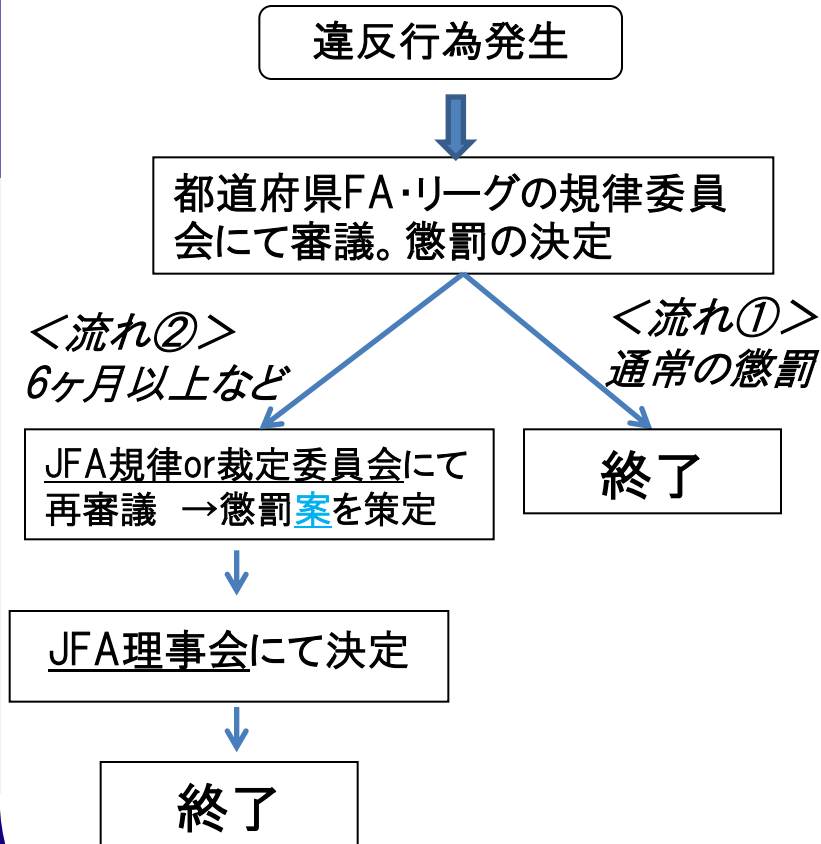 違反行為発生
都道府県FA・リーグの規律委員
会にて審議。懲罰の決定
＜流れ②＞
6ヶ月以上など
＜流れ①＞
通常の懲罰
JFA規律or裁定委員会にて
再審議　→懲罰案を策定
終了
JFA理事会にて決定
終了